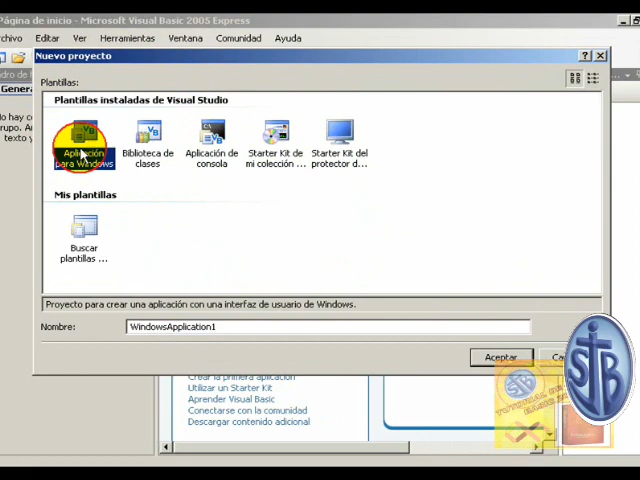 Página de inicio - Microsoft Visual Basic 2005 Express
rchivo Editar Ver Herramientas Ventana Comunidad Ayuda
Nuevo proyecto
Plantillas:
Plantillas instaladas de Visual Studio
Aplicación para Windows
Biblioteca de clases
Aplicación de consola
Starter Kit de mi colección ...
Starter Kit del protector d...
Mis plantillas
Buscar plantillas ...
Proyecto para crear una aplicación con una interfaz de usuario de Windows.
Nombre: WindowsApplication1
Aceptar
Crear la primera aplicación
Utilizar un Starter Kit
Aprender Visual Basic
Conectarse con la comunidad
Descargar contenido adicional